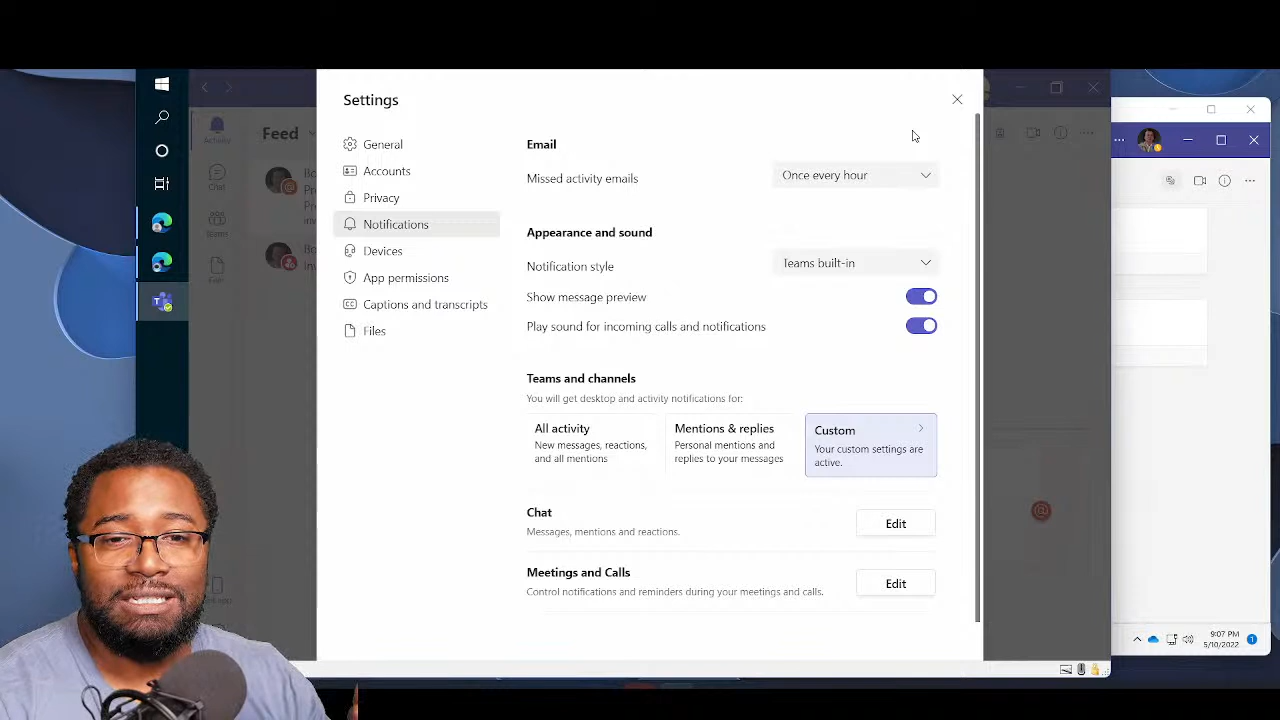 Settings
General
Accounts
Privacy
Notifications
Devices
App permissions
Captions and transcripts
Files
Email
Missed activity emails
Once every hour
Appearance and sound
Notification style
Teams built-in
Show message preview
Play sound for incoming calls and notifications
Teams and channels
You will get desktop and activity notifications for:
All activity
New messages, reactions,
and all mentions
Mentions & replies
Personal mentions and
replies to your messages
Custom
Your custom settings are
active.
Chat
Messages, mentions and reactions.
Edit
Meetings and Calls
Control notifications and reminders during your meetings and calls.
Edit
Feed
Activity
Chat
Teams
9:07 PM
5/10/2022
1